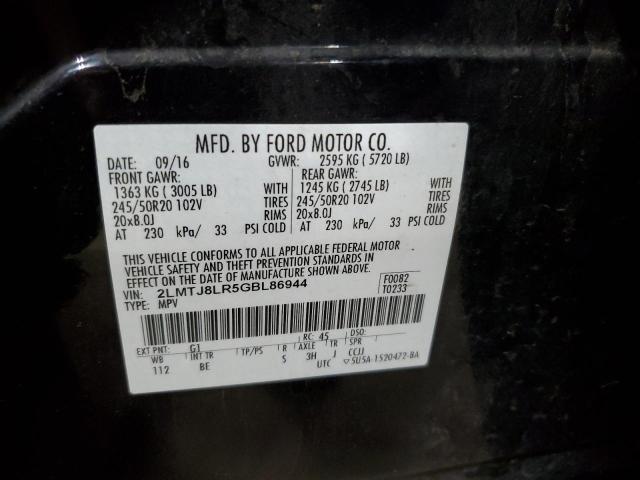 MFD. BY FORD MOTOR CO.
DATE: 09/16 GVWR: 2595 KG ( 5720 LB)
FRONT GAWR: REAR GAWR:
1363 KG ( 3005 LB) WITH 1245 KG ( 2745 LB) WITH
245/50R20 102V TIRES 245/50R20 102V TIRES
20x8.0J RIMS 20x8.0J RIMS
AT 230 kPa/ 33 PSI COLD AT 230 kPa/ 33 PSI COLD
THIS VEHICLE CONFORMS TO ALL APPLICABLE FEDERAL MOTOR
VEHICLE SAFETY AND THEFT PREVENTION STANDARDS IN
EFFECT ON THE DATE OF MANUFACTURE SHOWN ABOVE.
VIN: 2LMTJ8LR5GBL86944 F0082
TYPE: MPV T0233
EXT PNT: G1 RC: 45 DSO:
WB INT TR TP/PS R AXLE TR SPR
112 BE S 3H J CCJJ
UTC ▽5U5A-1520472-BA